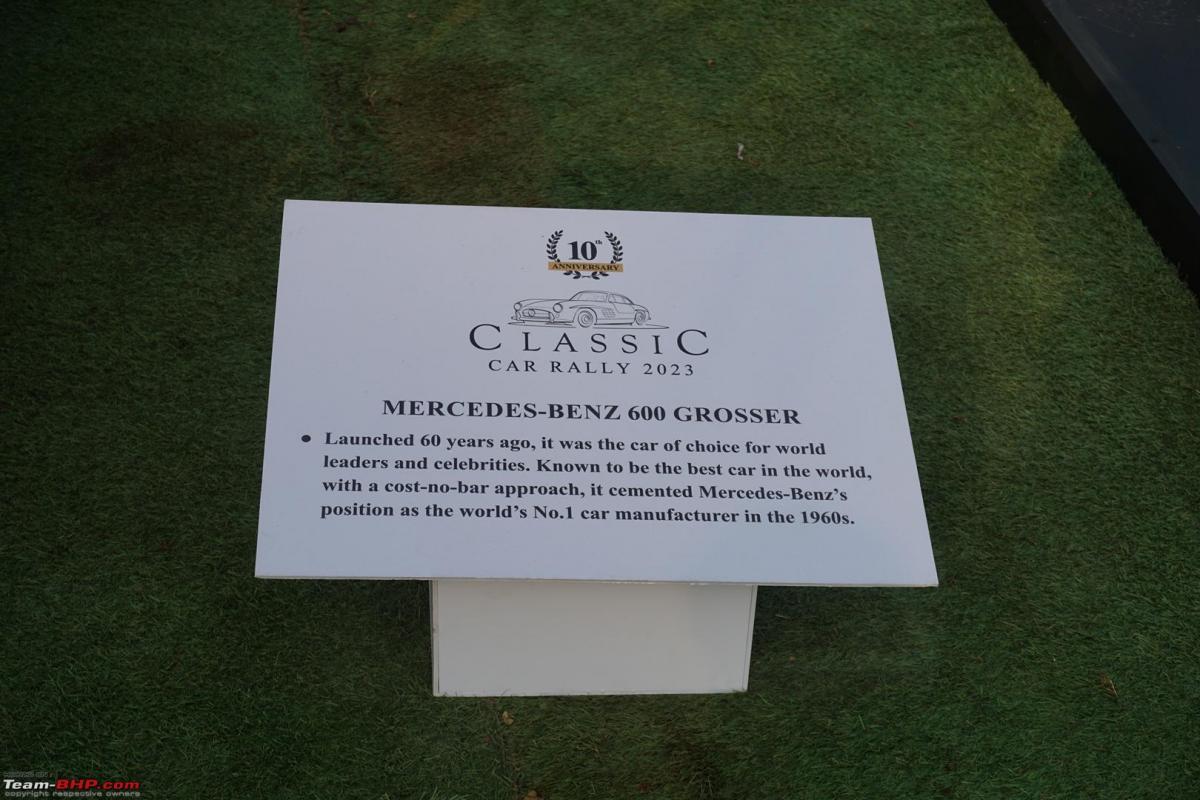 10th
ANNIVERSARY
CLASSIC
CAR RALLY 2023
MERCEDES-BENZ 600 GROSSER
• Launched 60 years ago, it was the car of choice for world
leaders and celebrities. Known to be the best car in the world,
with a cost-no-bar approach, it cemented Mercedes-Benz's
position as the world's No.1 car manufacturer in the 1960s.
Team-BHP.com
copyright respective owners